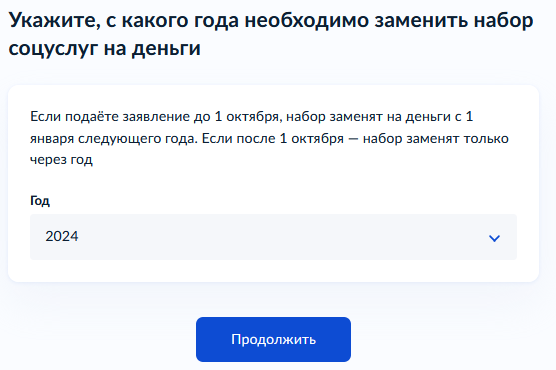 Укажите, с какого года необходимо заменить набор
соцуслуг на деньги
Если подаёте заявление до 1 октября, набор заменят на деньги с 1
января следующего года. Если после 1 октября — набор заменят только
через год
Год
2024
Продолжить